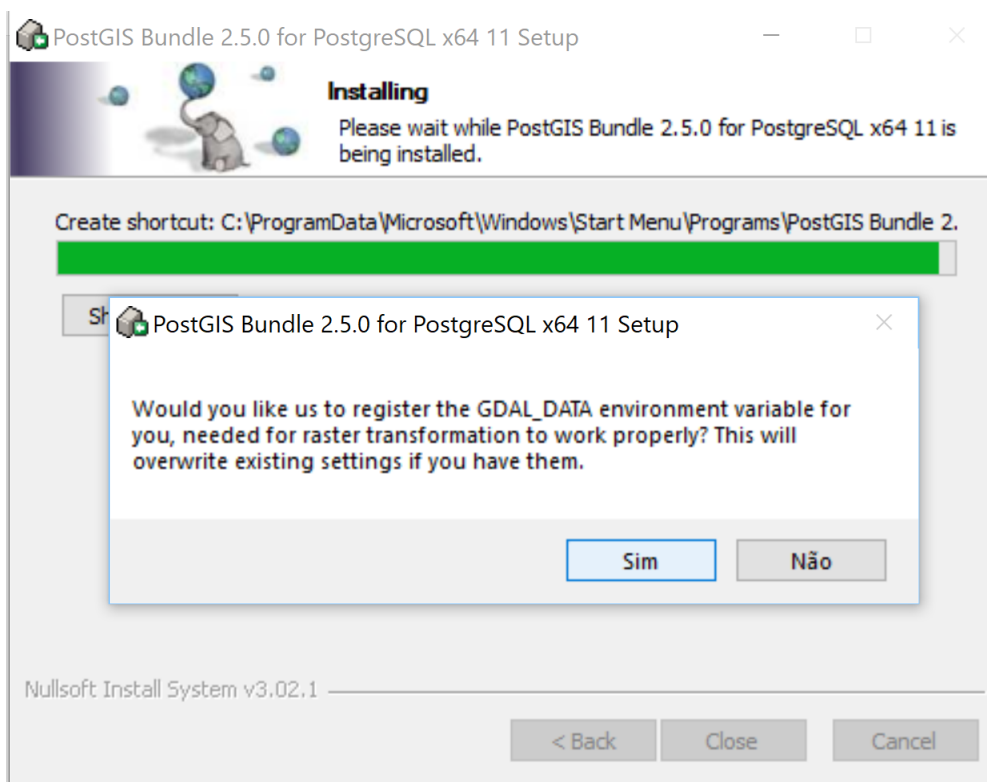 PostGIS Bundle 2.5.0 for PostgreSQL x64 11 Setup
Installing
Please wait while PostGIS Bundle 2.5.0 for PostgreSQL x64 11 is
being installed.
Create shortcut: C:\ProgramData\Microsoft\Windows\Start Menu\Programs\PostGIS Bundle 2.
PostGIS Bundle 2.5.0 for PostgreSQL x64 11 Setup
Would you like us to register the GDAL_DATA environment variable for
you, needed for raster transformation to work properly? This will
overwrite existing settings if you have them.
Sim Não
Nullsoft Install System v3.02.1
< Back Close Cancel